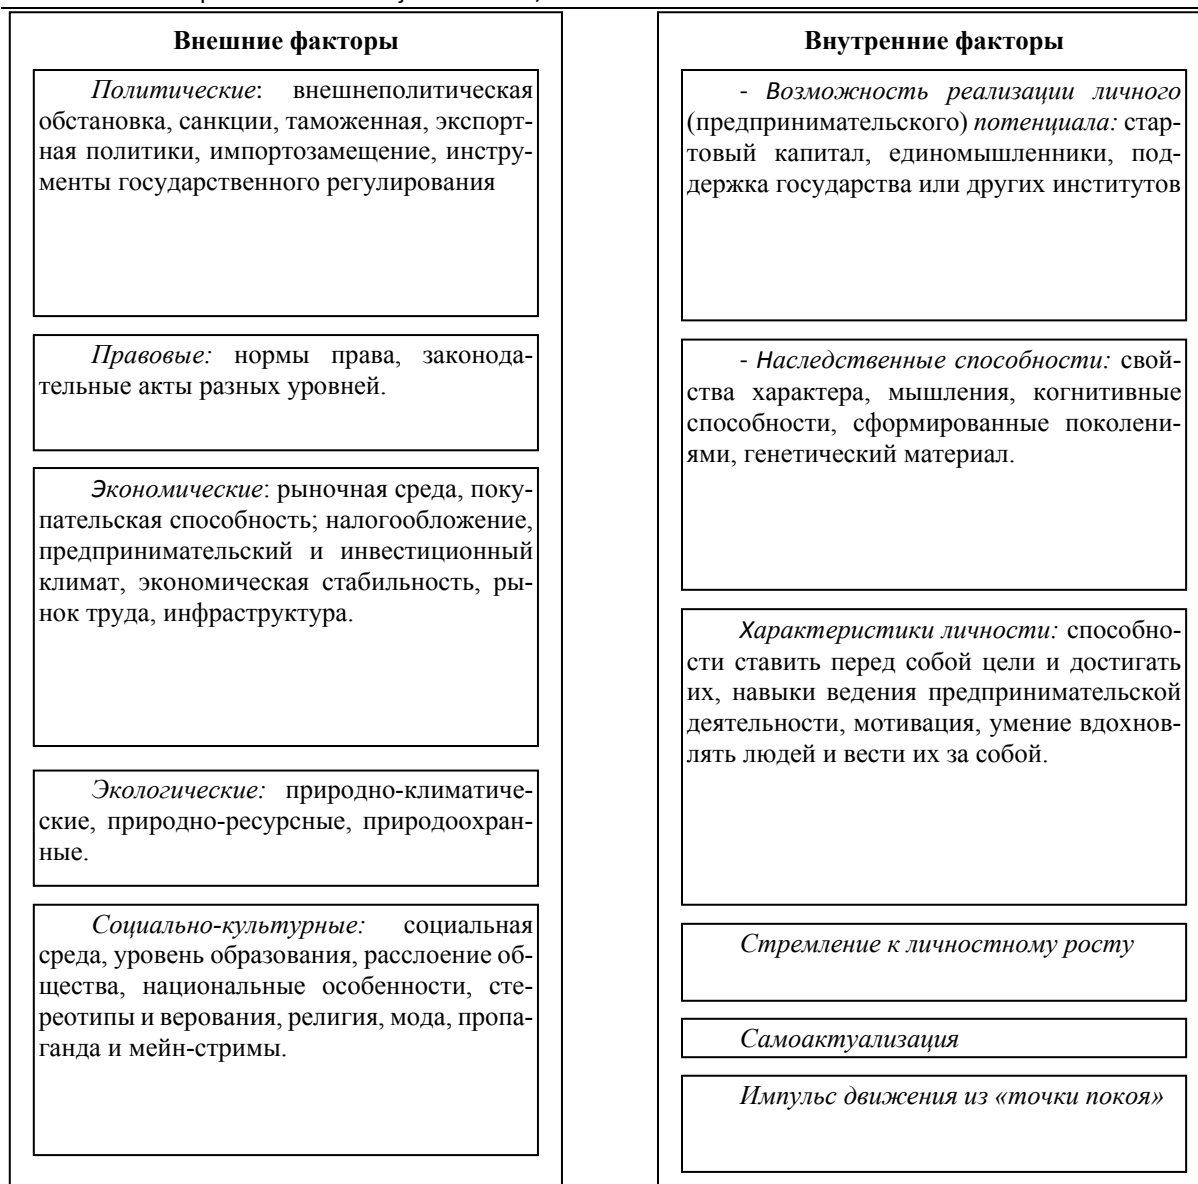 Внешние факторы
Политические: внешнеполитическая
обстановка, санкции, таможенная, экспорт-
ная политики, импортозамещение, инстру-
менты государственного регулирования
Правовые: нормы права, законода-
тельные акты разных уровней.
Экономические: рыночная среда, поку-
пательская способность; налогообложение,
предпринимательский и инвестиционный
климат, экономическая стабильность, ры-
нок труда, инфраструктура.
Экологические: природно-климатиче-
ские, природно-ресурсные, природоохран-
ные.
Социально-культурные: социальная
среда, уровень образования, расслоение об-
щества, национальные особенности, сте-
реотипы и верования, религия, мода, пропа-
ганда и мейн-стримы.
Внутренние факторы
- Возможность реализации личного
(предпринимательского) потенциала: стар-
товый капитал, единомышленники, под-
держка государства или других институтов
- Наследственные способности: свой-
ства характера, мышления, когнитивные
способности, сформированные поколени-
ями, генетический материал.
Характеристики личности: способно-
сти ставить перед собой цели и достигать
их, навыки ведения предпринимательской
деятельности, мотивация, умение вдохнов-
лять людей и вести их за собой.
Стремление к личностному росту
Самоактуализация
Импульс движения из «точки покоя»